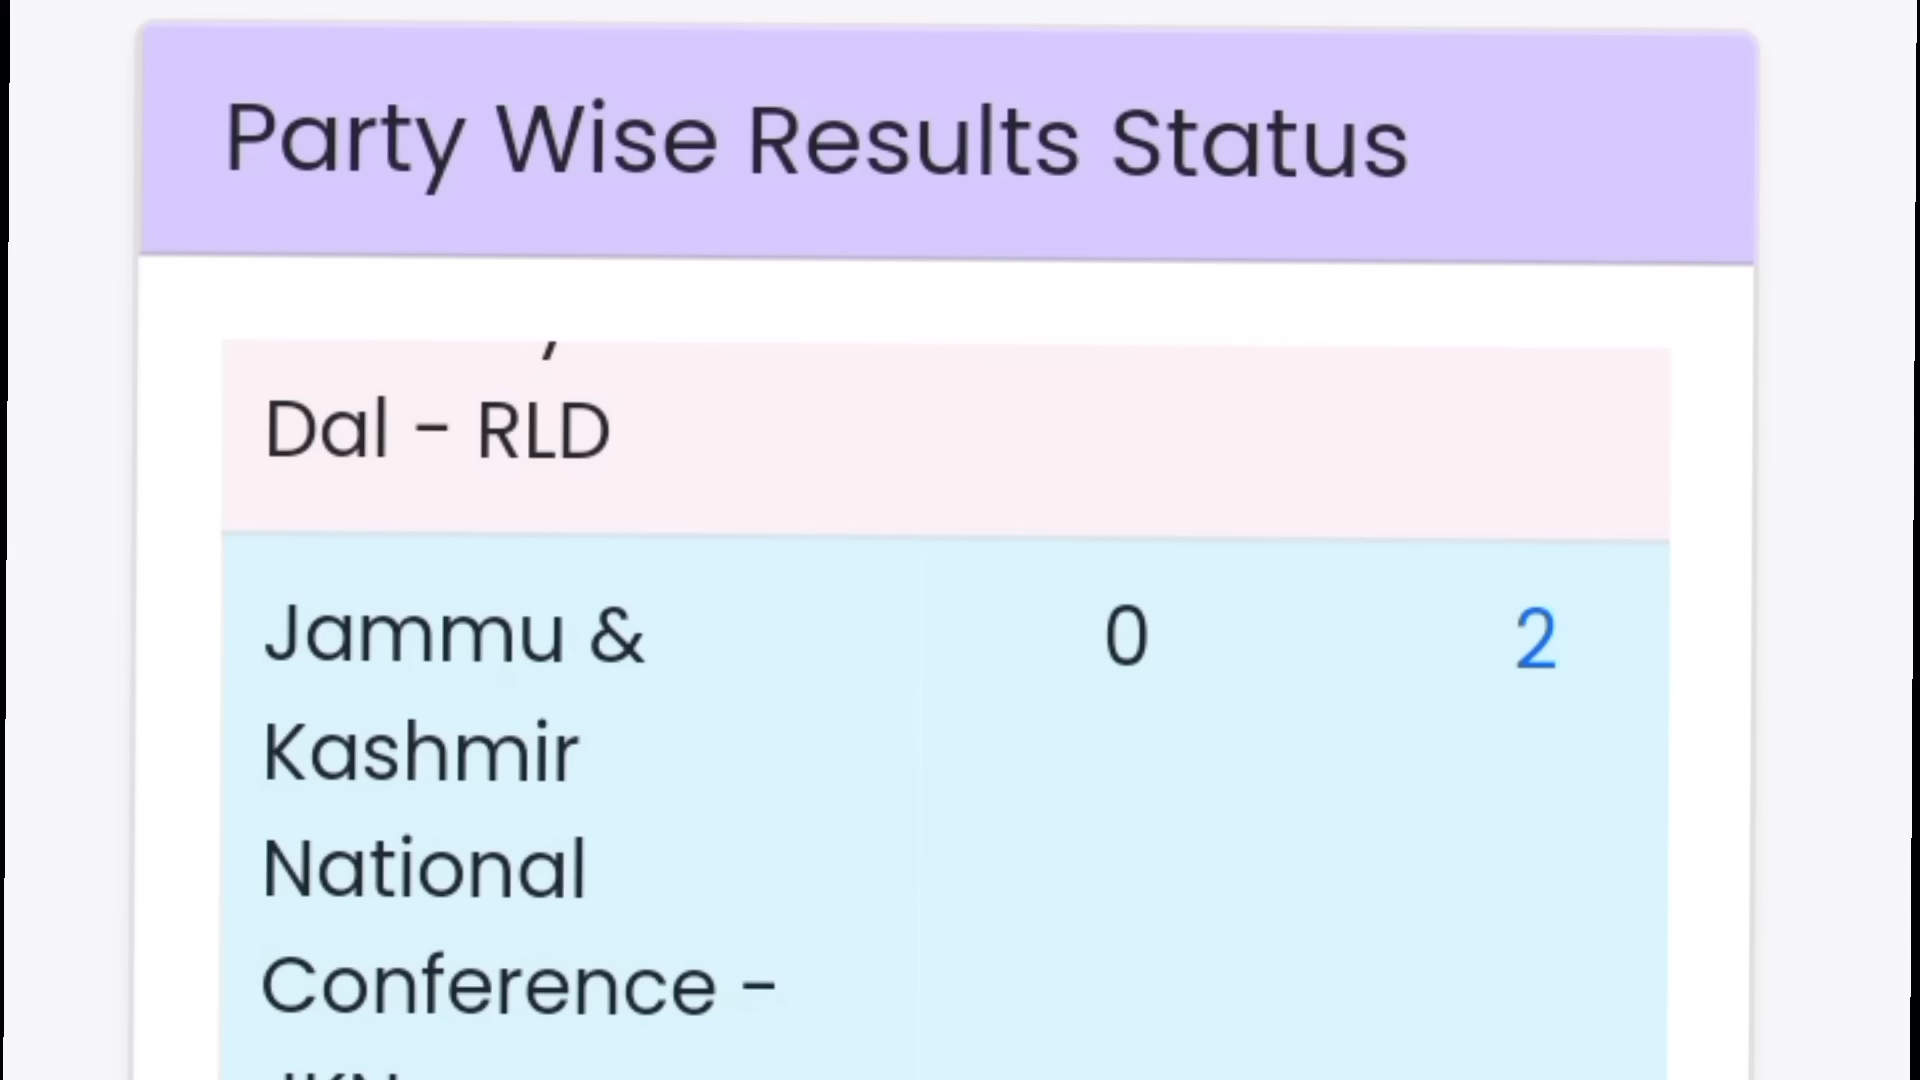 Party Wise Results Status
Dal - RLD
Jammu & 0 2
Kashmir
National
Conference -